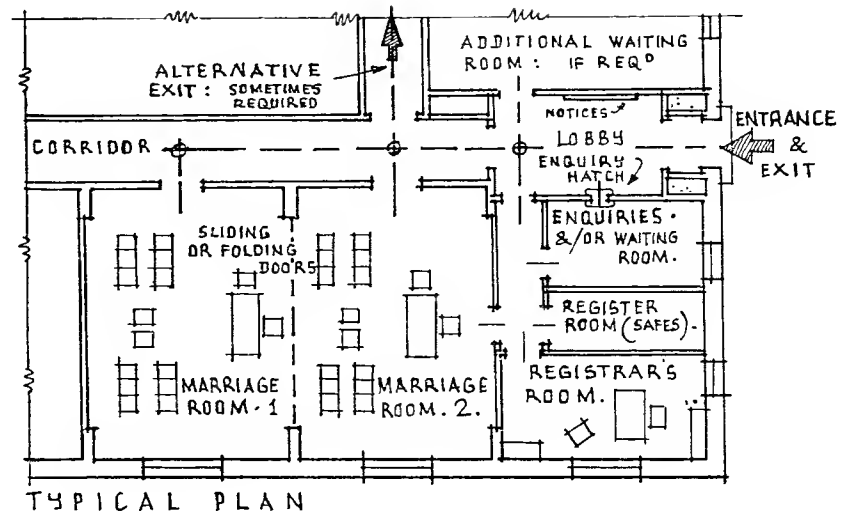 ADDITIONAL WAITING
ROOM: IF REQD
ALTERNATIVE
EXIT: SOMETIMES
REQUIRED
NOTICES
ENTRANCE
&
EXIT
CORRIDOR
LOBBY
ENQUIRY
HATCH
ENQUIRIES.
&/OR WAITING
ROOM.
SLIDING
OR FOLDING
DOORS
REGISTER
ROOM (SAFES).
REGISTRAR'S
ROOM.
MARRIAGE
ROOM.1
MARRIAGE
ROOM.2.
TYPICAL PLAN